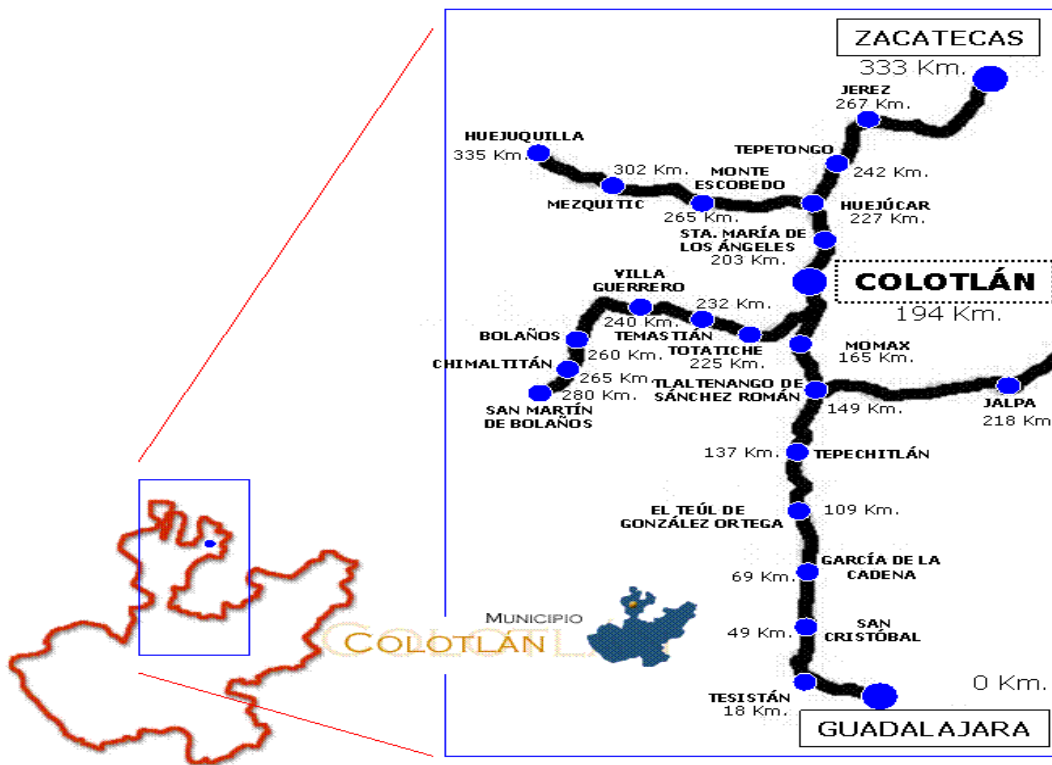 ZACATECAS
333 Km.
JEREZ
267 Km.
HUEJUQUILLA
335 Km.
TEPETONGO
242 Km.
302 Km.
MEZQUITIC
MONTE
ESCOBEDO
265 Km.
HUEJÚCAR
227 Km.
STA. MARÍA DE
LOS ÁNGELES
203 Km.
COLOTLÁN
194 Km.
VILLA
GUERRERO
240 Km.
232 Km.
TEMASTIÁN
TOTATICHE
225 Km.
BOLAÑOS
260 Km.
CHIMALTITÁN
265 Km.
280 Km.
SAN MARTÍN
DE BOLAÑOS
MOMAX
165 Km.
TLALTENANGO DE
SÁNCHEZ ROMÁN
149 Km.
JALPA
218 Km
137 Km.
TEPECHITLÁN
EL TEÚL DE
GONZÁLEZ ORTEGA
109 Km.
GARCÍA DE LA
CADENA
69 Km.
MUNICIPIO
COLOTLÁN
SAN
CRISTÓBAL
49 Km.
TESISTÁN
18 Km.
0 Km.
GUADALAJARA